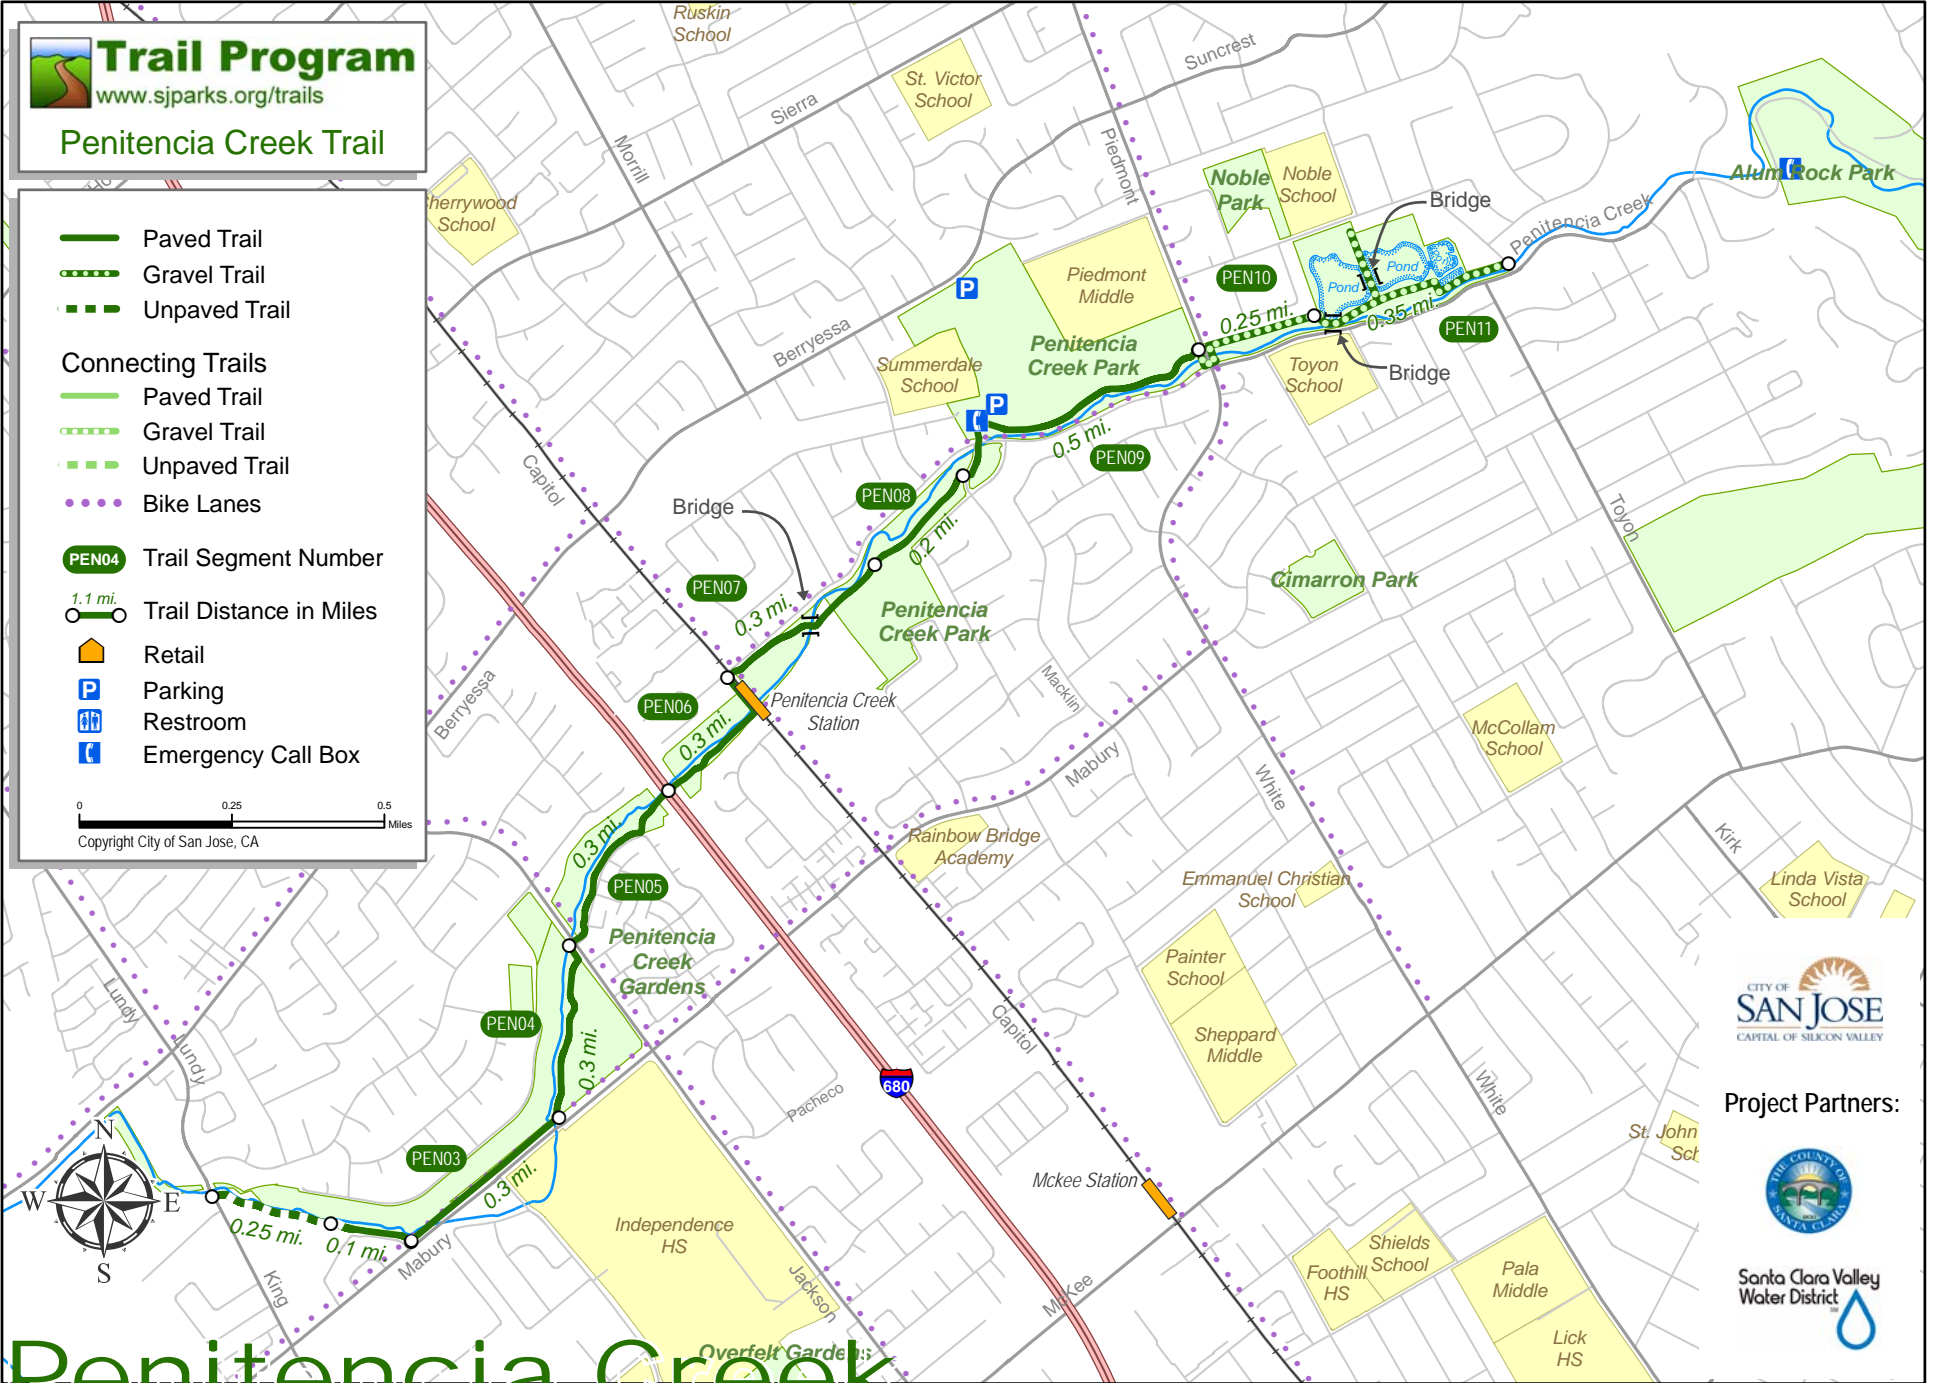 Trail Program
www.sjparks.org/trails
Penitencia Creek Trail
Paved Trail
Gravel Trail
Unpaved Trail
Connecting Trails
Paved Trail
Gravel Trail
Unpaved Trail
Bike Lanes
PEN04 Trail Segment Number
1.1 mi.
Trail Distance in Miles
Retail
P Parking
Restroom
Emergency Call Box
0 0.25 0.5
Miles
Copyright City of San Jose, CA
Ruskin
School
St. Victor
School
Suncrest
Sierra
Morrill
Piedmont
herrywood
School
Noble
Park
Noble
School
Bridge
Alum Rock Park
Penitencia Creek
P
Piedmont
Middle
PEN10
Pond
Pond
0.25 mi.
0.35 mi.
PEN11
Berryessa
Summerdale
School
Penitencia
Creek Park
Toyon
School
Bridge
P
0.5 mi.
PEN09
Capitol
PEN08
Bridge
0.2 mi.
Toyon
PEN07
0.3 mi.
Penitencia
Creek Park
Cimarron Park
Berryessa
PEN06
0.3 mi.
Penitencia Creek
Station
Macklin
Mabury
White
McCollam
School
0.3 mi.
Rainbow Bridge
Academy
Kirk
PEN05
Emmanuel Christian
School
Linda Vista
School
Penitencia
Creek
Gardens
Painter
School
Lundy
Lundy
PEN04
0.3 mi.
Capitol
Sheppard
Middle
680
Pacheco
White
PEN03
0.3 mi.
Mckee Station
St. John
Sch
N
W
E
S
0.25 mi.
0.1 mi.
Mabury
King
Independence
HS
Jackson
McKee
Foothill
HS
Shields
School
Pala
Middle
Lick
HS
Overfelt Gardens
Penitencia Creek
CITY OF
SAN JOSE
CAPITAL OF SILICON VALLEY
Project Partners:
THE COUNTY OF
SANTA CLARA
Santa Clara Valley
Water District